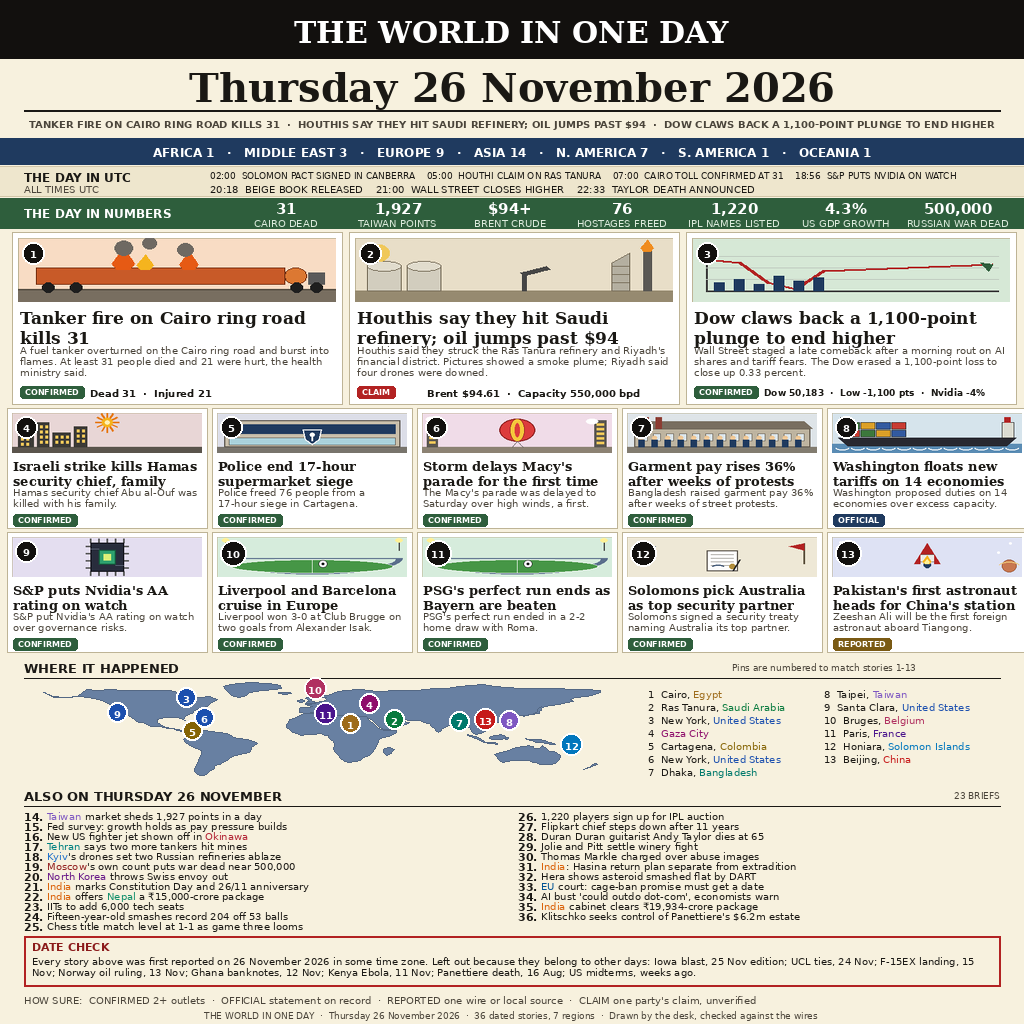 THE WORLD IN ONE DAY
Thursday 26 November 2026
TANKER FIRE ON CAIRO RING ROAD KILLS 31 · HOUTHIS SAY THEY HIT SAUDI REFINERY; OIL JUMPS PAST $94 · DOW CLAWS BACK A 1,100-POINT PLUNGE TO END HIGHER
AFRICA 1 · MIDDLE EAST 3 · EUROPE 9 · ASIA 14 · N. AMERICA 7 · S. AMERICA 1 · OCEANIA 1
THE DAY IN UTC
ALL TIMES UTC
02:00 SOLOMON PACT SIGNED IN CANBERRA 05:00 HOUTHI CLAIM ON RAS TANURA 07:00 CAIRO TOLL CONFIRMED AT 31 18:56 S&P PUTS NVIDIA ON WATCH
20:18 BEIGE BOOK RELEASED 21:00 WALL STREET CLOSES HIGHER 22:33 TAYLOR DEATH ANNOUNCED
THE DAY IN NUMBERS
31 1,927 $94+ 76 1,220 4.3% 500,000
CAIRO DEAD TAIWAN POINTS BRENT CRUDE HOSTAGES FREED IPL NAMES LISTED US GDP GROWTH RUSSIAN WAR DEAD
1
Tanker fire on Cairo ring road
kills 31
A fuel tanker overturned on the Cairo ring road and burst into
flames. At least 31 people died and 21 were hurt, the health
ministry said.
CONFIRMED Dead 31 · Injured 21
2
Houthis say they hit Saudi
refinery; oil jumps past $94
Houthis said they struck the Ras Tanura refinery and Riyadh's
financial district. Pictures showed a smoke plume; Riyadh said
four drones were downed.
CLAIM Brent $94.61 · Capacity 550,000 bpd
3
Dow claws back a 1,100-point
plunge to end higher
Wall Street staged a late comeback after a morning rout on AI
shares and tariff fears. The Dow erased a 1,100-point loss to
close up 0.33 percent.
CONFIRMED Dow 50,183 · Low -1,100 pts · Nvidia -4%
4
Israeli strike kills Hamas
security chief, family
Hamas security chief Abu al-Ouf was
killed with his family.
CONFIRMED
5
Police end 17-hour
supermarket siege
Police freed 76 people from a
17-hour siege in Cartagena.
CONFIRMED
6
Storm delays Macy's
parade for the first time
The Macy's parade was delayed to
Saturday over high winds, a first.
CONFIRMED
7
Garment pay rises 36%
after weeks of protests
Bangladesh raised garment pay 36%
after weeks of street protests.
CONFIRMED
8
Washington floats new
tariffs on 14 economies
Washington proposed duties on 14
economies over excess capacity.
OFFICIAL
9
S&P puts Nvidia's AA
rating on watch
S&P put Nvidia's AA rating on watch
over governance risks.
CONFIRMED
10
Liverpool and Barcelona
cruise in Europe
Liverpool won 3-0 at Club Brugge on
two goals from Alexander Isak.
CONFIRMED
11
PSG's perfect run ends as
Bayern are beaten
PSG's perfect run ended in a 2-2
home draw with Roma.
CONFIRMED
12
Solomons pick Australia
as top security partner
Solomons signed a security treaty
naming Australia its top partner.
CONFIRMED
13
Pakistan's first astronaut
heads for China's station
Zeeshan Ali will be the first foreign
astronaut aboard Tiangong.
REPORTED
WHERE IT HAPPENED
Pins are numbered to match stories 1-13
10
3
4
9
11
6
1
2
7
13
8
5
12
1 Cairo, Egypt
2 Ras Tanura, Saudi Arabia
3 New York, United States
4 Gaza City
5 Cartagena, Colombia
6 New York, United States
7 Dhaka, Bangladesh
8 Taipei, Taiwan
9 Santa Clara, United States
10 Bruges, Belgium
11 Paris, France
12 Honiara, Solomon Islands
13 Beijing, China
ALSO ON THURSDAY 26 NOVEMBER
23 BRIEFS
14. Taiwan market sheds 1,927 points in a day
15. Fed survey: growth holds as pay pressure builds
16. New US fighter jet shown off in Okinawa
17. Tehran says two more tankers hit mines
18. Kyiv's drones set two Russian refineries ablaze
19. Moscow's own count puts war dead near 500,000
20. North Korea throws Swiss envoy out
21. India marks Constitution Day and 26/11 anniversary
22. India offers Nepal a ₹15,000-crore package
23. IITs to add 6,000 tech seats
24. Fifteen-year-old smashes record 204 off 53 balls
25. Chess title match level at 1-1 as game three looms
26. 1,220 players sign up for IPL auction
27. Flipkart chief steps down after 11 years
28. Duran Duran guitarist Andy Taylor dies at 65
29. Jolie and Pitt settle winery fight
30. Thomas Markle charged over abuse images
31. India: Hasina return plan separate from extradition
32. Hera shows asteroid smashed flat by DART
33. EU court: cage-ban promise must get a date
34. AI bust 'could outdo dot-com', economists warn
35. India cabinet clears ₹19,934-crore package
36. Klitschko seeks control of Panettiere's $6.2m estate
DATE CHECK
Every story above was first reported on 26 November 2026 in some time zone. Left out because they belong to other days: Iowa blast, 25 Nov edition; UCL ties, 24 Nov; F-15EX landing, 15
Nov; Norway oil ruling, 13 Nov; Ghana banknotes, 12 Nov; Kenya Ebola, 11 Nov; Panettiere death, 16 Aug; US midterms, weeks ago.
HOW SURE: CONFIRMED 2+ outlets · OFFICIAL statement on record · REPORTED one wire or local source · CLAIM one party's claim, unverified
THE WORLD IN ONE DAY · Thursday 26 November 2026 · 36 dated stories, 7 regions · Drawn by the desk, checked against the wires